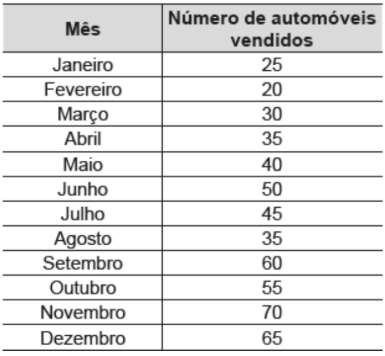 Mês Número de automóveis vendidos
Janeiro 25
Fevereiro 20
Março 30
Abril 35
Maio 40
Junho 50
Julho 45
Agosto 35
Setembro 60
Outubro 55
Novembro 70
Dezembro 65